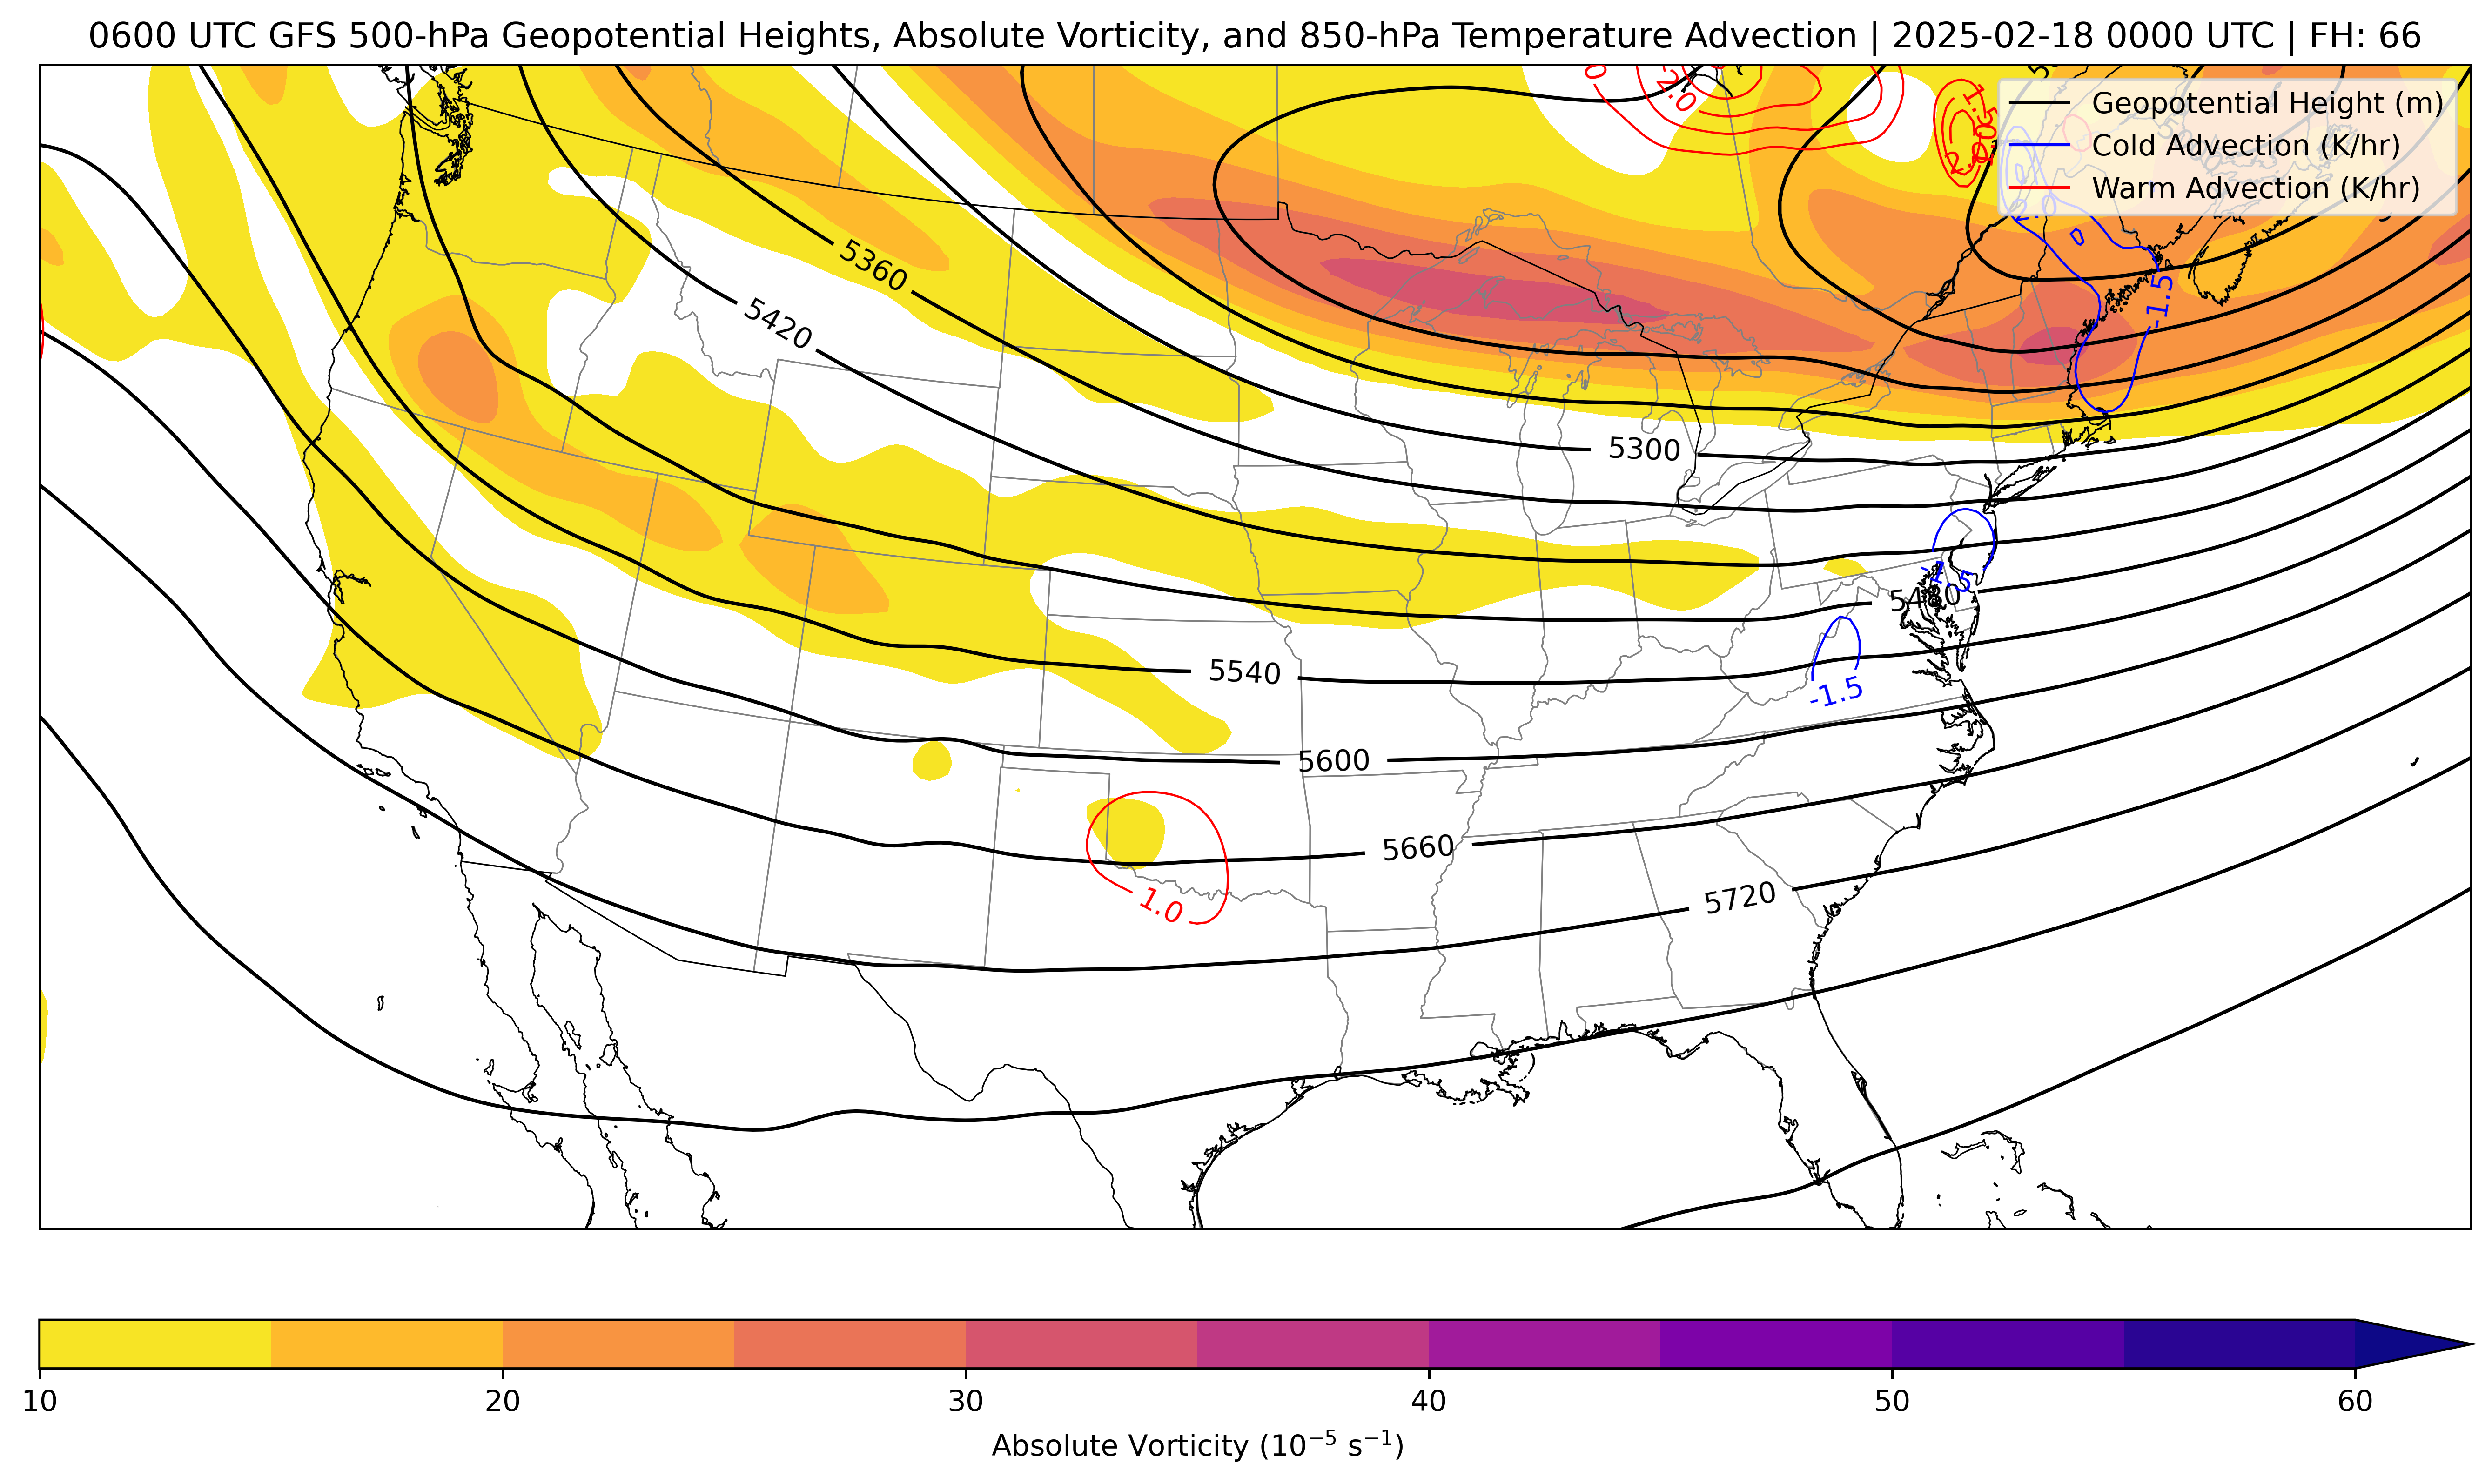 0600 UTC GFS 500-hPa Geopotential Heights, Absolute Vorticity, and 850-hPa Temperature Advection | 2025-02-18 0000 UTC | FH: 66
Geopotential Height (m)
Cold Advection (K/hr)
Warm Advection (K/hr)
2.0
1.5
5360
-1.5
5420
5300
5480
5540
-1.5
5600
5660
1.0
5720
10 20 30 40 50 60
Absolute Vorticity (10⁻⁵ s⁻¹)